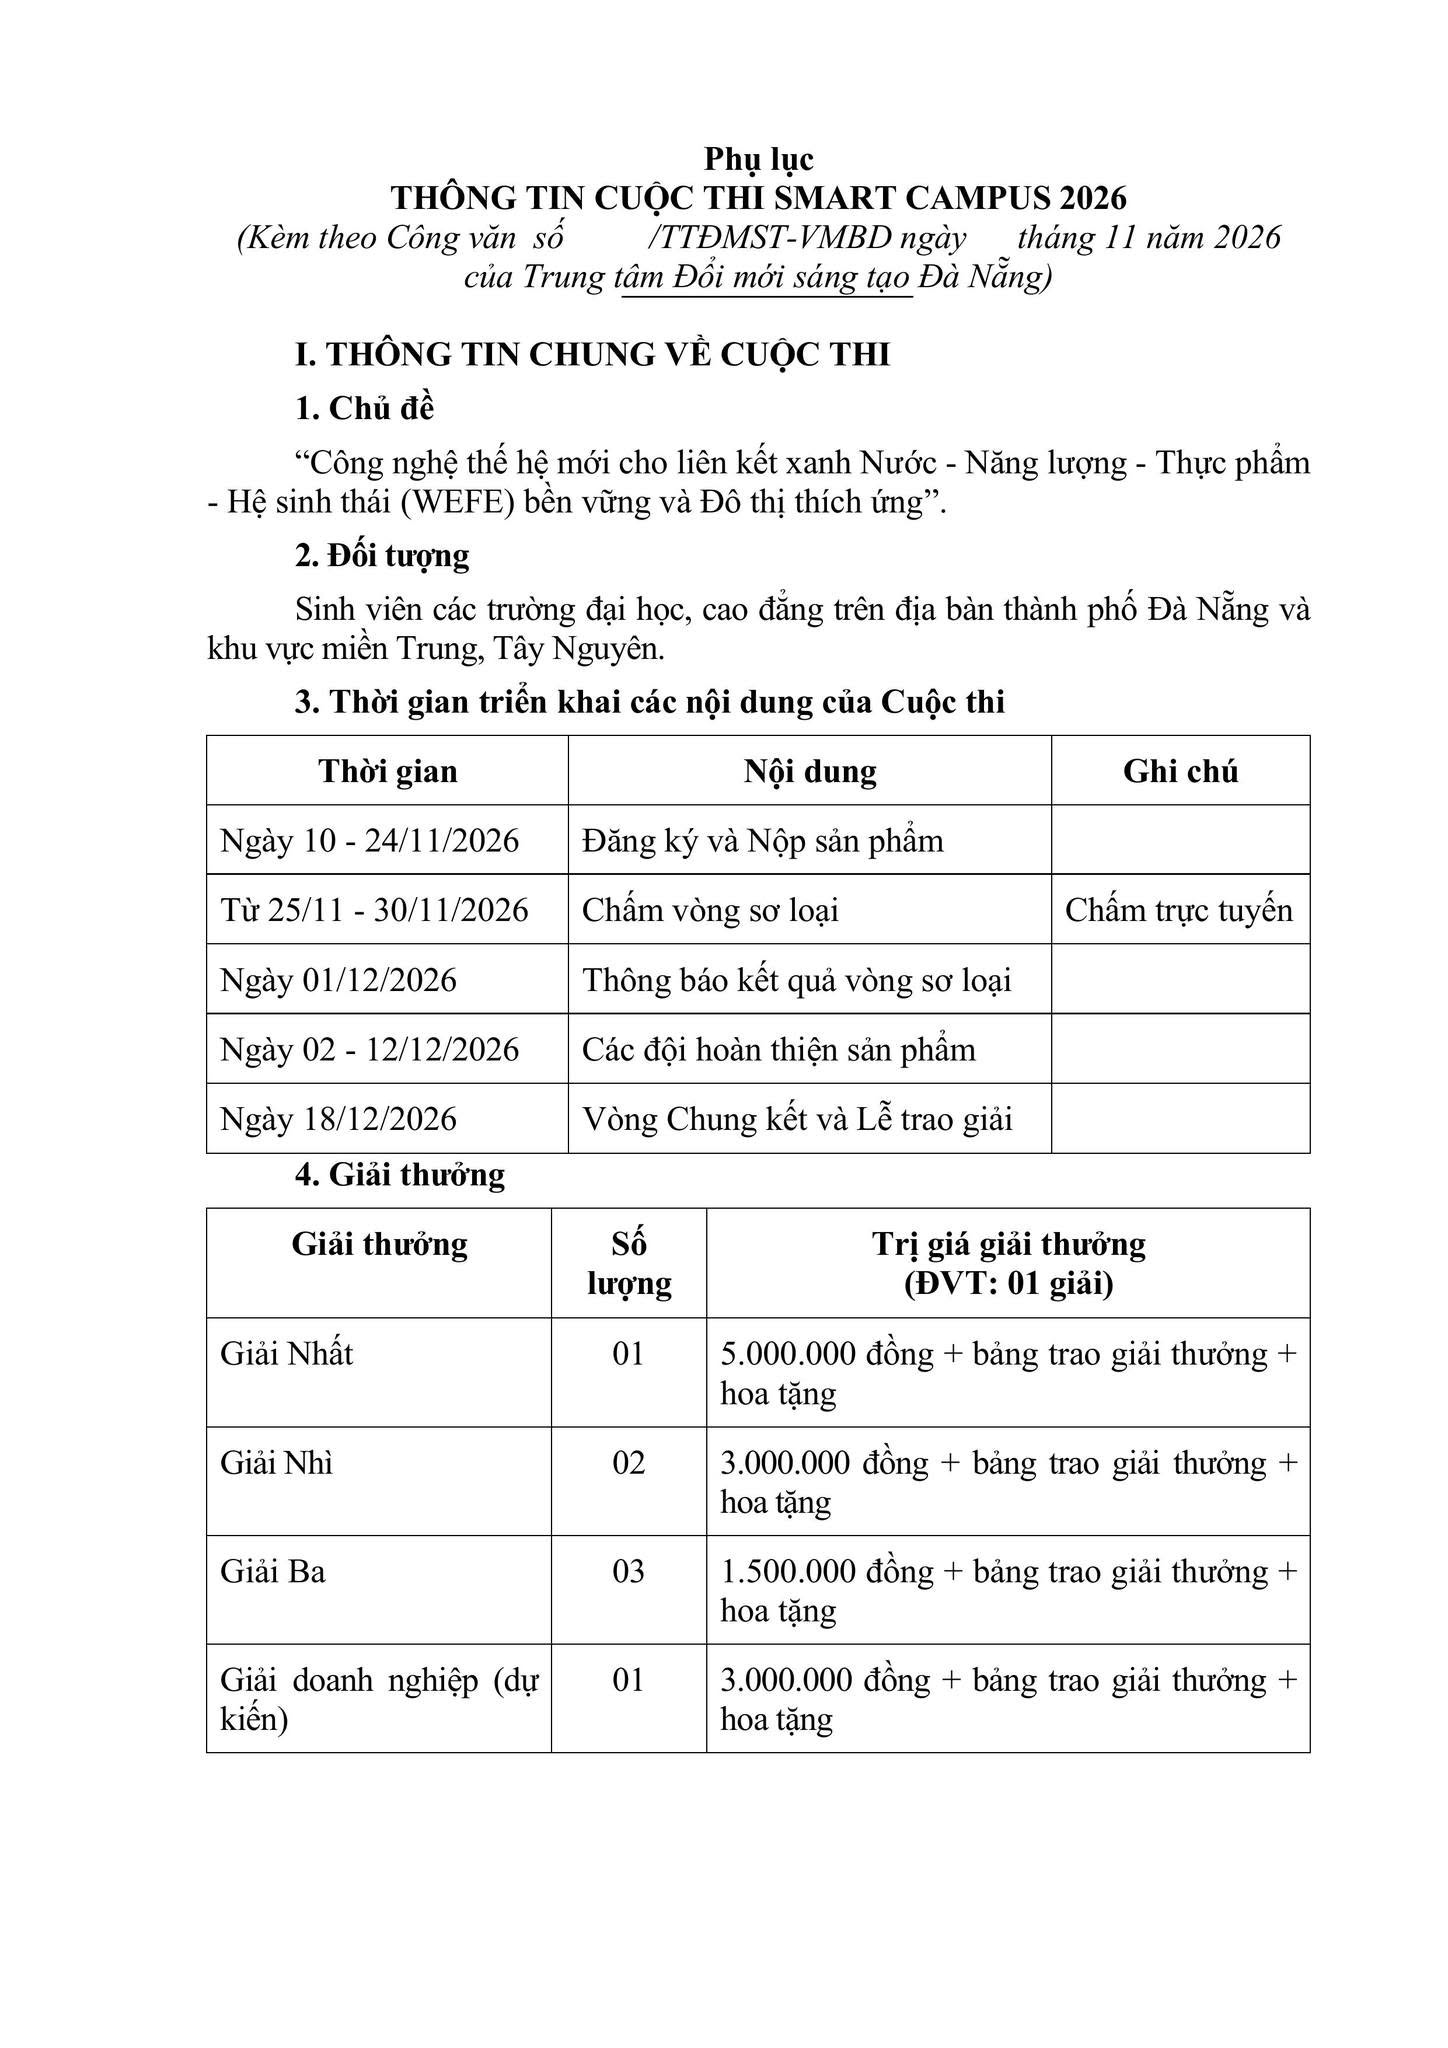 Phụ lục
THÔNG TIN CUỘC THI SMART CAMPUS 2026
(Kèm theo Công văn số /TTĐMST-VMBD ngày tháng 11 năm 2026
của Trung tâm Đổi mới sáng tạo Đà Nẵng)
I. THÔNG TIN CHUNG VỀ CUỘC THI
1. Chủ đề
“Công nghệ thế hệ mới cho liên kết xanh Nước - Năng lượng - Thực phẩm
- Hệ sinh thái (WEFE) bền vững và Đô thị thích ứng”.
2. Đối tượng
Sinh viên các trường đại học, cao đẳng trên địa bàn thành phố Đà Nẵng và
khu vực miền Trung, Tây Nguyên.
3. Thời gian triển khai các nội dung của Cuộc thi
Thời gian Nội dung Ghi chú
Ngày 10 - 24/11/2026 Đăng ký và Nộp sản phẩm
Từ 25/11 - 30/11/2026 Chấm vòng sơ loại Chấm trực tuyến
Ngày 01/12/2026 Thông báo kết quả vòng sơ loại
Ngày 02 - 12/12/2026 Các đội hoàn thiện sản phẩm
Ngày 18/12/2026 Vòng Chung kết và Lễ trao giải
4. Giải thưởng
Giải thưởng Số Trị giá giải thưởng
lượng (ĐVT: 01 giải)
Giải Nhất 01 5.000.000 đồng + bảng trao giải thưởng +
hoa tặng
Giải Nhì 02 3.000.000 đồng + bảng trao giải thưởng +
hoa tặng
Giải Ba 03 1.500.000 đồng + bảng trao giải thưởng +
hoa tặng
Giải doanh nghiệp (dự 01 3.000.000 đồng + bảng trao giải thưởng +
kiến) hoa tặng